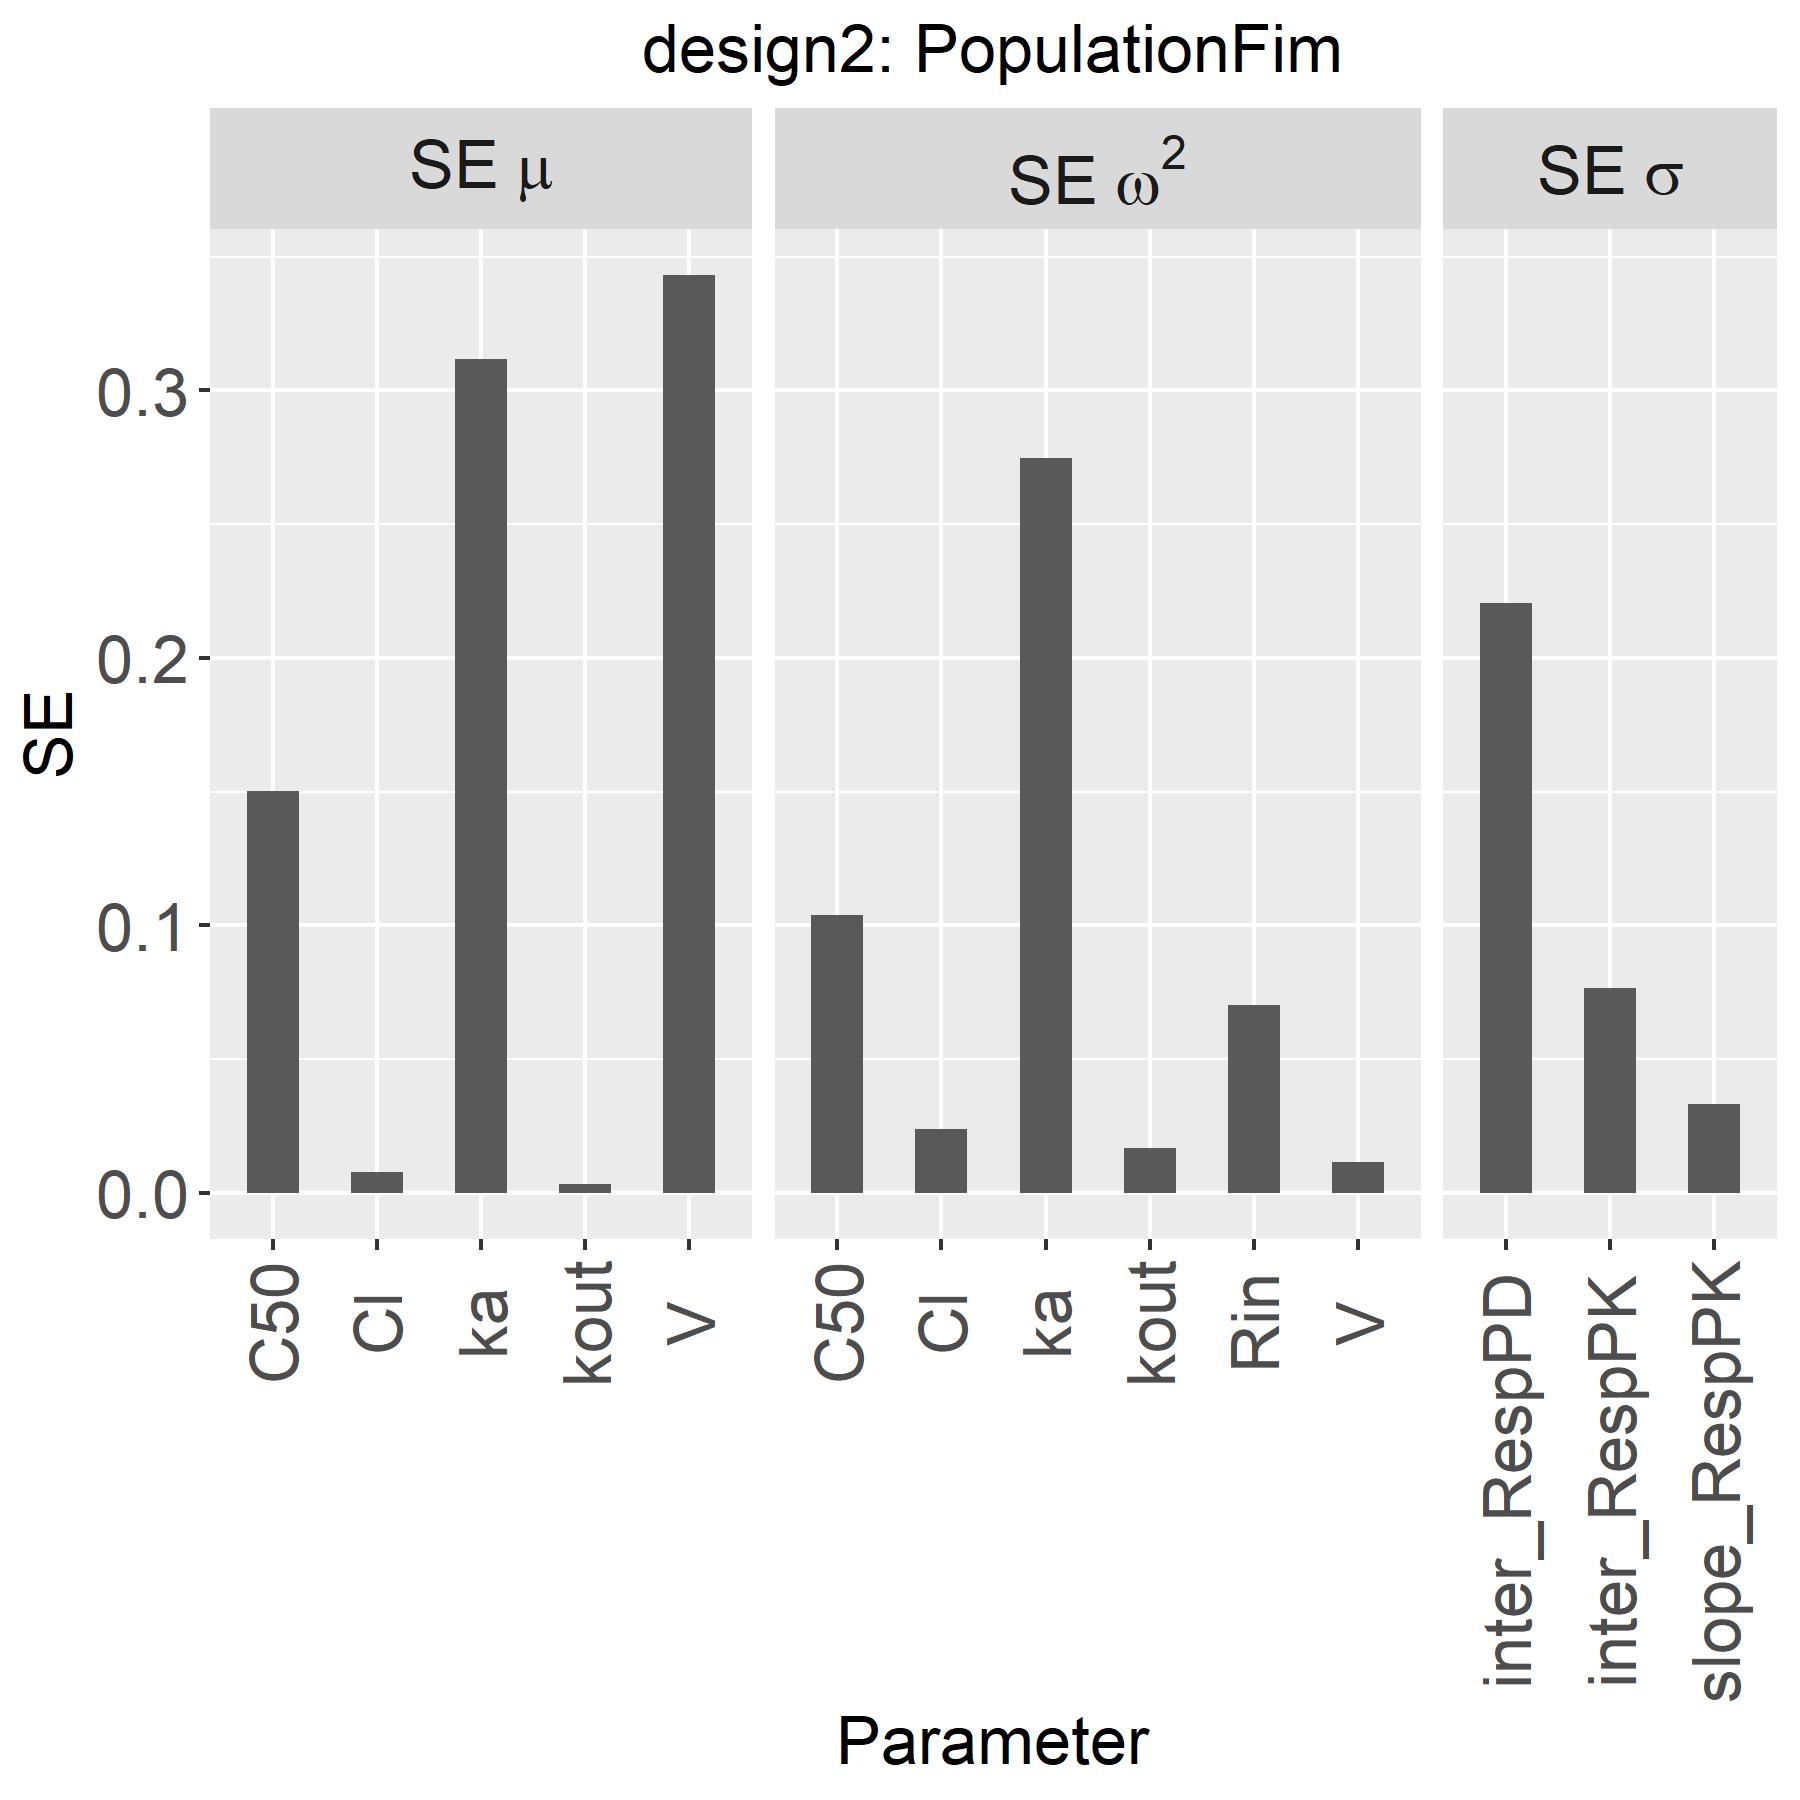 design2: PopulationFim
SE μ
SE ω²
SE σ
SE
0.3
0.2
0.1
0.0
C50
Cl
ka
kout
V
C50
Cl
ka
kout
Rin
V
inter_RespPD
inter_RespPK
slope_RespPK
Parameter